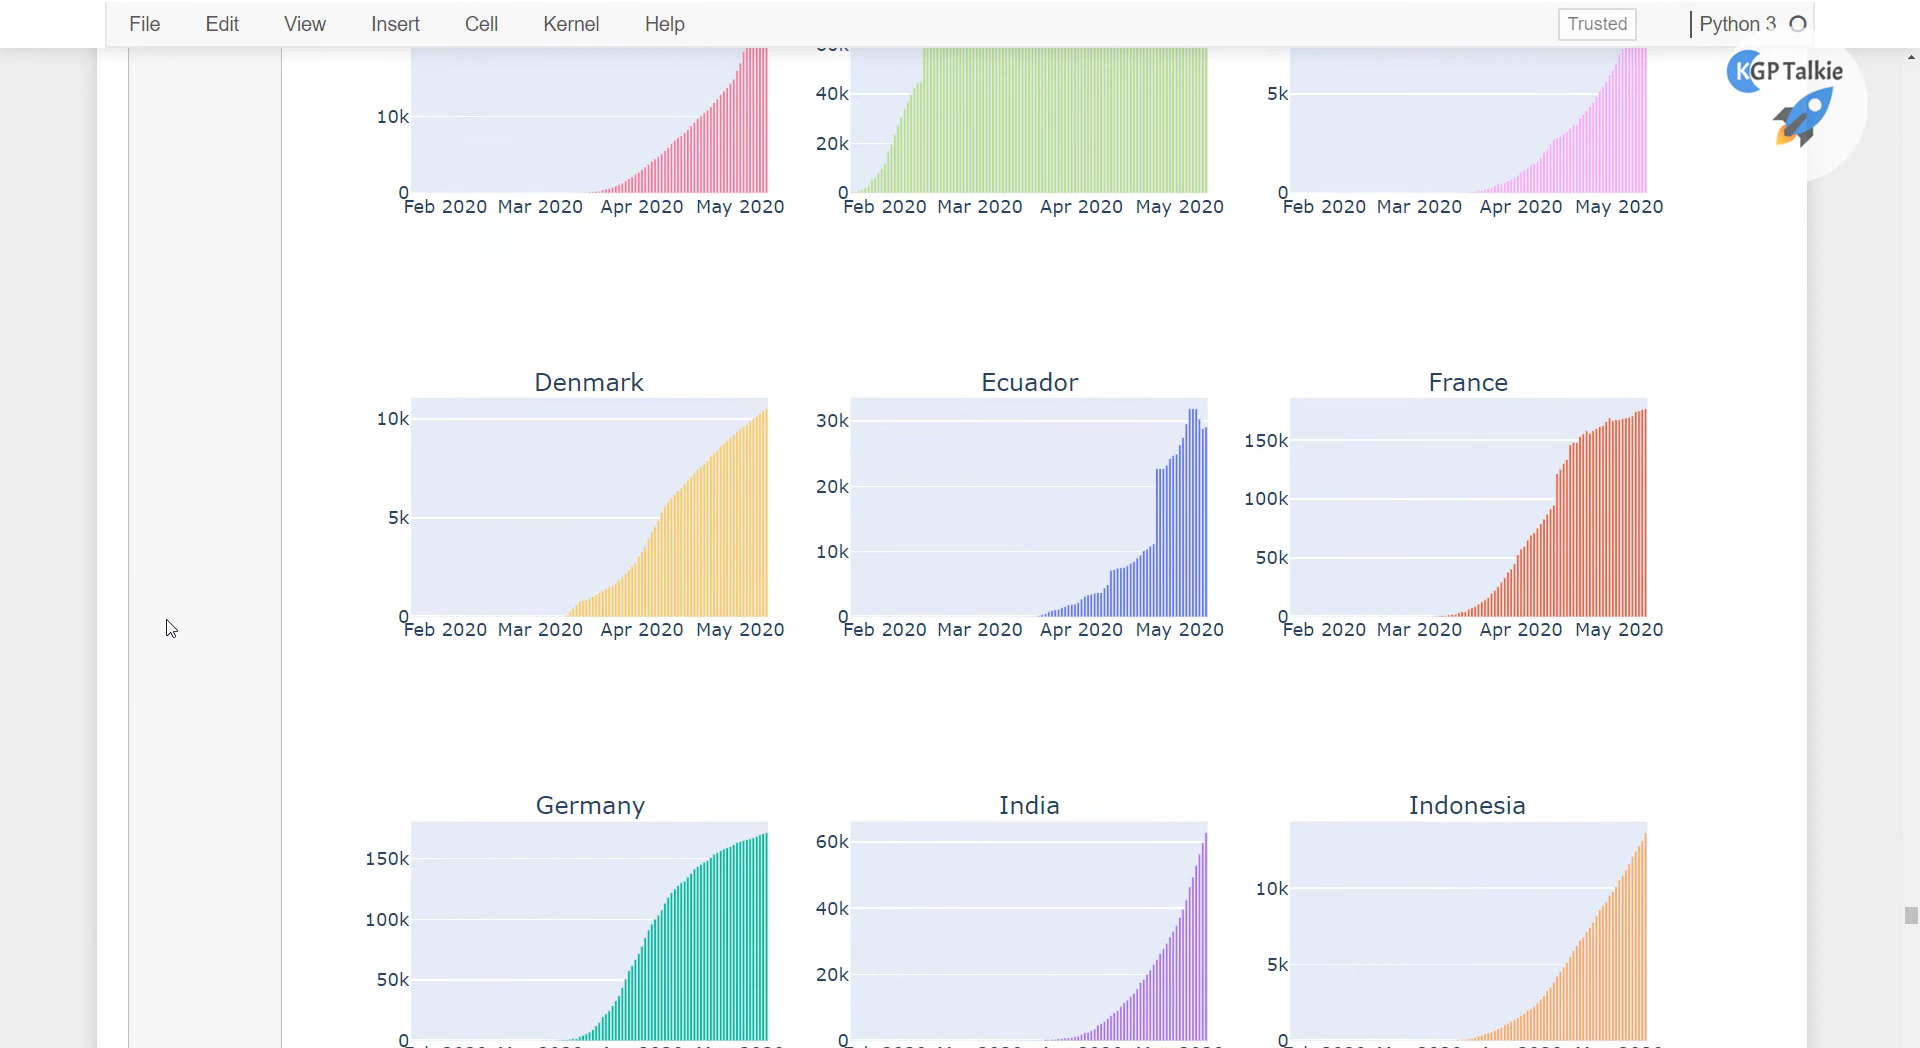 File Edit View Insert Cell Kernel Help Trusted Python 3
KGP Talkie
10k
0
Feb 2020 Mar 2020 Apr 2020 May 2020
40k
20k
0
Feb 2020 Mar 2020 Apr 2020 May 2020
5k
0
Feb 2020 Mar 2020 Apr 2020 May 2020
Denmark
10k
5k
0
Feb 2020 Mar 2020 Apr 2020 May 2020
Ecuador
30k
20k
10k
0
Feb 2020 Mar 2020 Apr 2020 May 2020
France
150k
100k
50k
0
Feb 2020 Mar 2020 Apr 2020 May 2020
Germany
150k
100k
50k
0
India
60k
40k
20k
0
Indonesia
10k
5k
0